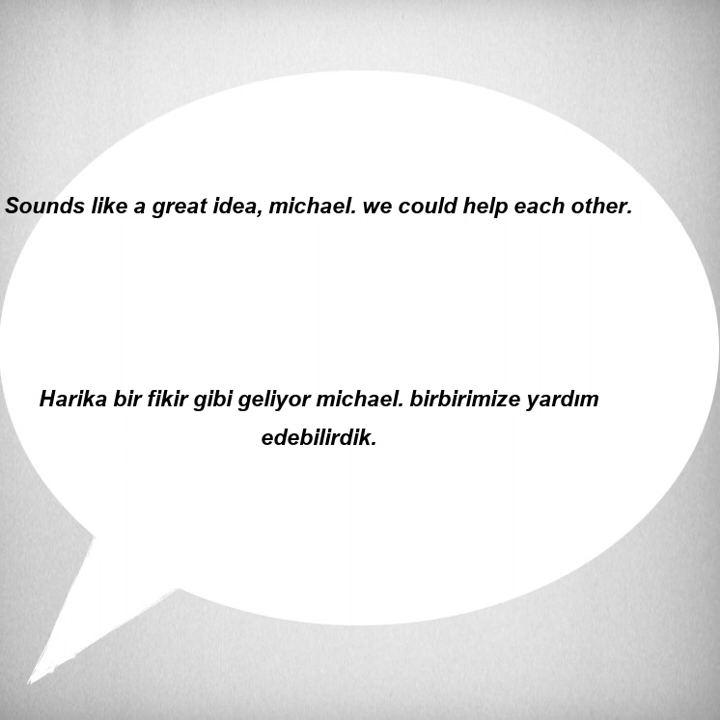 Sounds like a great idea, michael. we could help each other.
Harika bir fikir gibi geliyor michael. birbirimize yardım
edebilirdik.